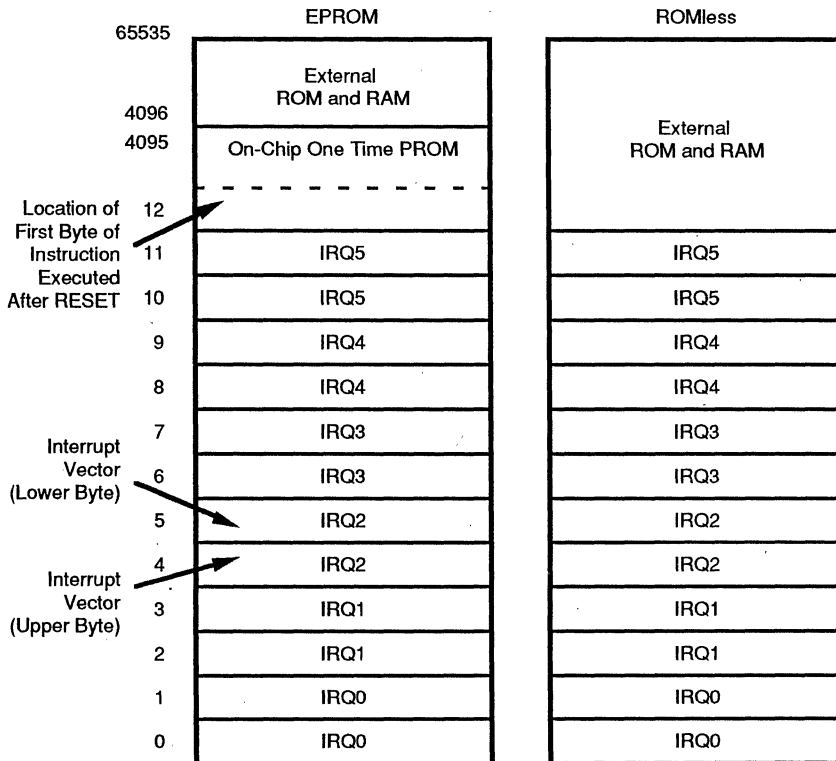 EPROM
ROMless
65535
External
ROM and RAM
4096
4095
On-Chip One Time PROM
External
ROM and RAM
Location of
First Byte of
Instruction
Executed
After RESET
12
11
IRQ5
IRQ5
10
IRQ5
IRQ5
9
IRQ4
IRQ4
8
IRQ4
IRQ4
7
IRQ3
IRQ3
Interrupt
Vector
(Lower Byte)
6
IRQ3
IRQ3
5
IRQ2
IRQ2
4
IRQ2
IRQ2
Interrupt
Vector
(Upper Byte)
3
IRQ1
IRQ1
2
IRQ1
IRQ1
1
IRQ0
IRQ0
0
IRQ0
IRQ0